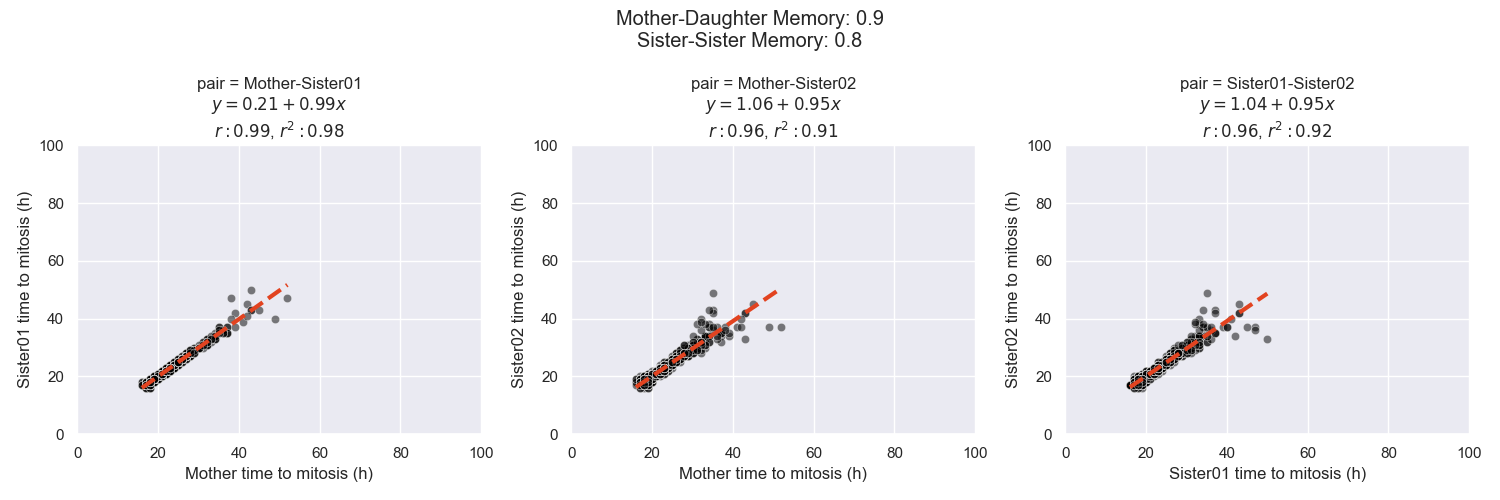 Mother-Daughter Memory: 0.9
Sister-Sister Memory: 0.8
pair = Mother-Sister01
y = 0.21 + 0.99x
r : 0.99, r² : 0.98
100
80
60
40
20
0
Sister01 time to mitosis (h)
0 20 40 60 80 100
Mother time to mitosis (h)
pair = Mother-Sister02
y = 1.06 + 0.95x
r : 0.96, r² : 0.91
100
80
60
40
20
0
Sister02 time to mitosis (h)
0 20 40 60 80 100
Mother time to mitosis (h)
pair = Sister01-Sister02
y = 1.04 + 0.95x
r : 0.96, r² : 0.92
100
80
60
40
20
0
Sister02 time to mitosis (h)
0 20 40 60 80 100
Sister01 time to mitosis (h)